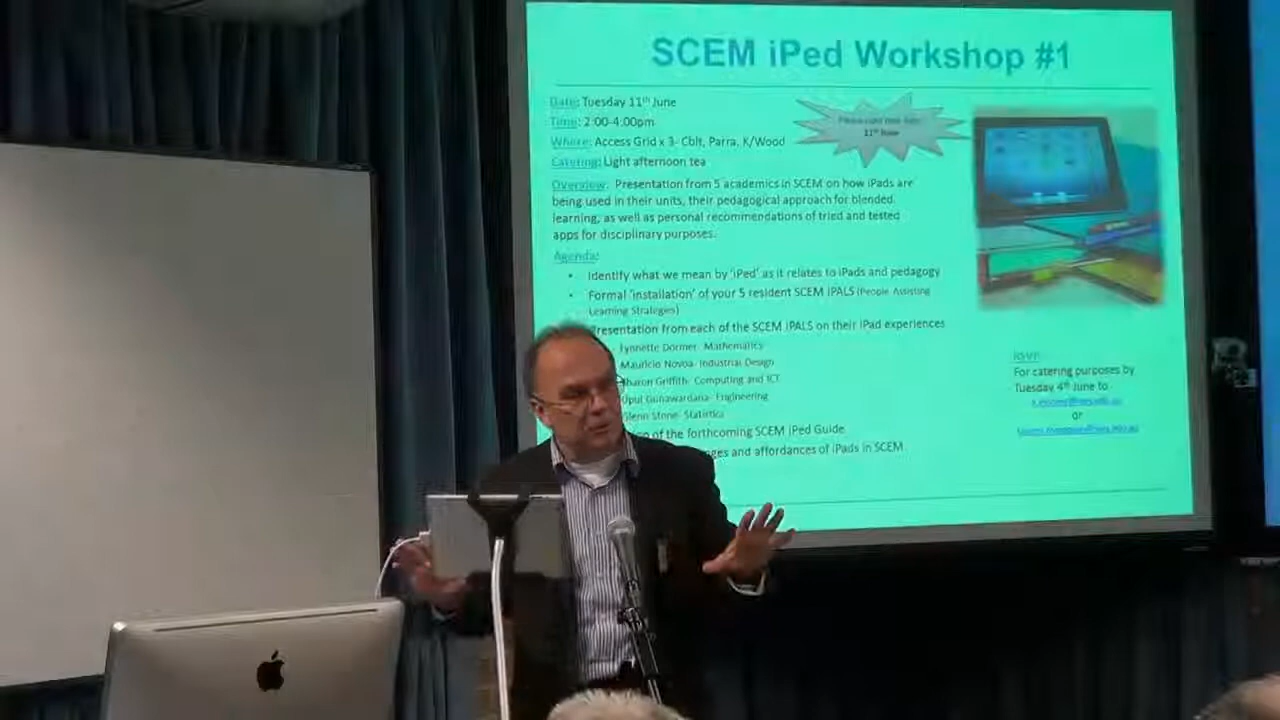 SCEM iPed Workshop #1
Date: Tuesday 11th June
Time: 2:00-4:00pm
Where: Access Grid x 3- Cblt, Parra, K/Wood
Catering: Light afternoon tea
11th June
Overview: Presentation from 5 academics in SCEM on how iPads are
being used in their units, their pedagogical approach for blended
learning, as well as personal recommendations of tried and tested
apps for disciplinary purposes.
Agenda:
• Identify what we mean by 'iPed' as it relates to iPads and pedagogy
• Formal 'installation' of your 5 resident SCEM iPALS (People Assisting
Learning Strategies)
Presentation from each of the SCEM iPALS on their iPad experiences
Lynnette Dormer- Mathematics
Mauricio Novoa- Industrial Design
Sharon Griffith- Computing and ICT
Upul Gunawardana- Engineering
Glenn Stone- Statistics
of the forthcoming SCEM iPed Guide
and affordances of iPads in SCEM
RSVP:
For catering purposes by
Tuesday 4th June to
or